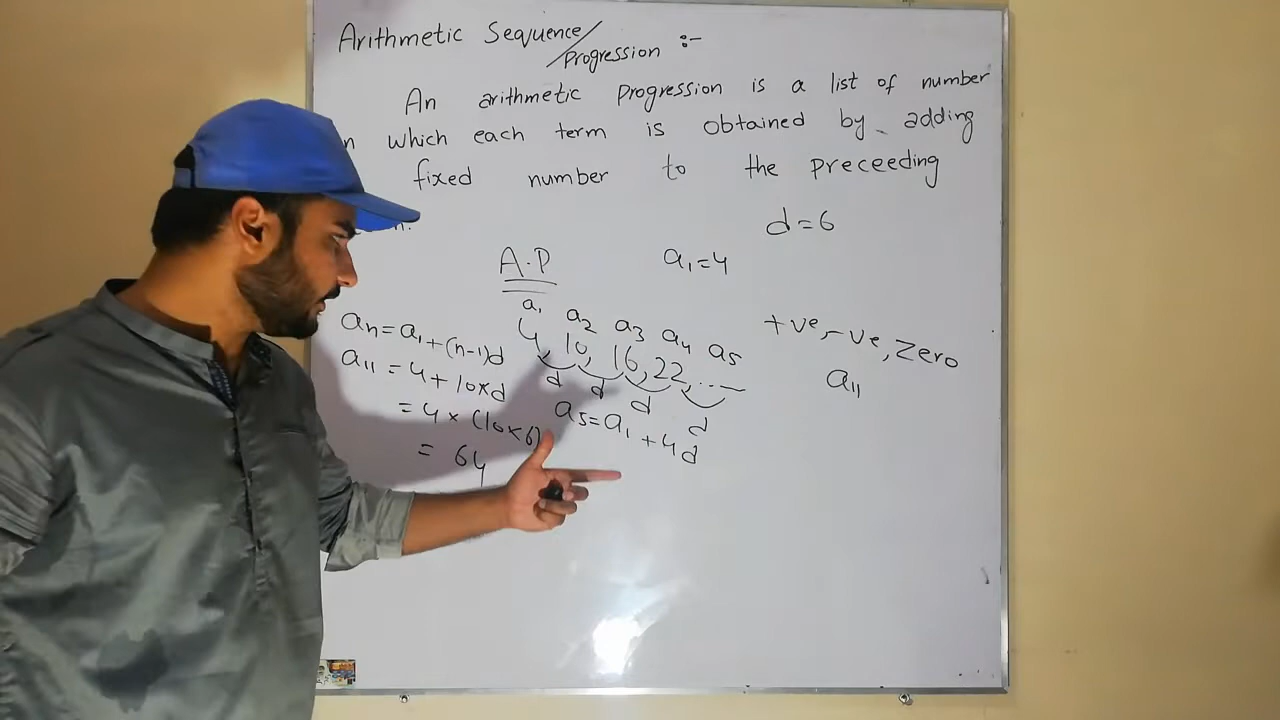 Arithmetic Sequence/
Progression :-
An arithmetic Progression is a list of number
n which each term is obtained by adding
fixed number to the preceeding
d=6
A.P
a₁=4
a₁ a₂ a₃ a₄ a₅
4, 10, 16, 22, ...
d d d d
a₅=a₁+4d
aₙ=a₁+(n-1)d
a₁₁=4+10×d
=4×(10×6)
=64
+ve,-ve,Zero
a₁₁